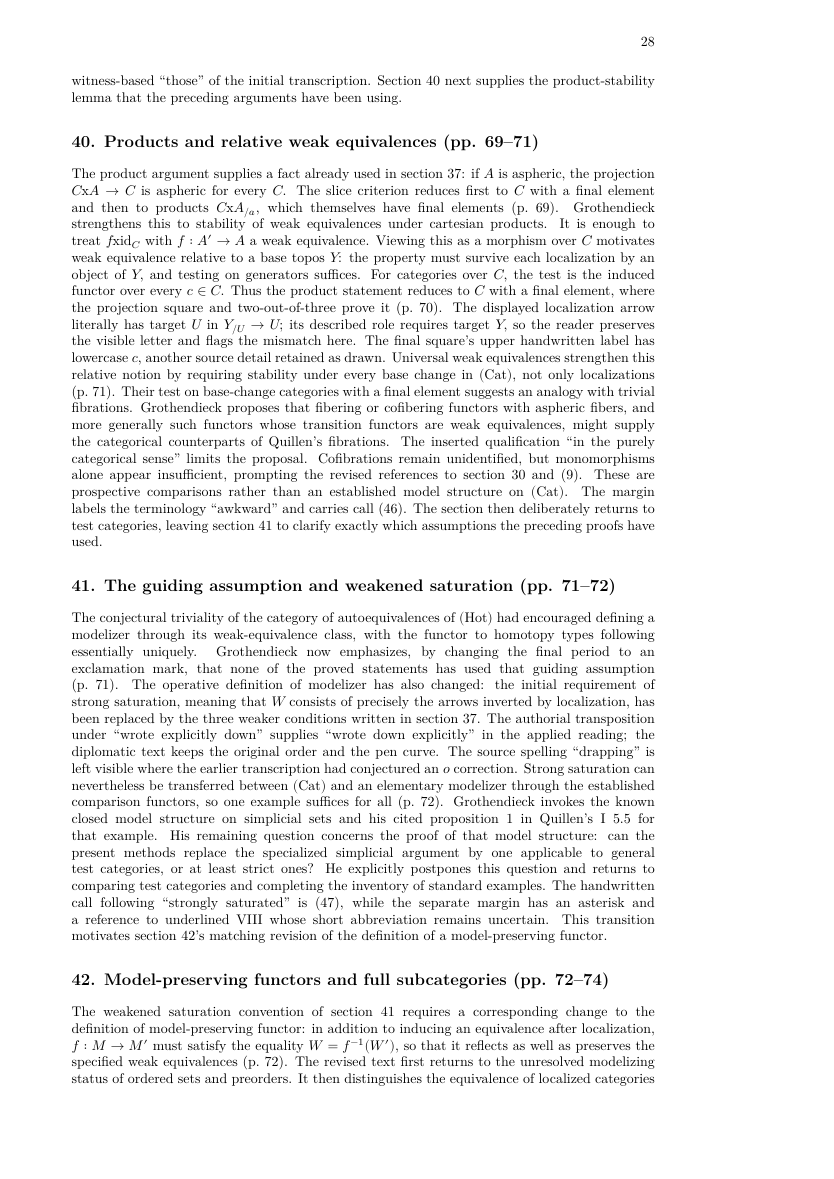 28
witness-based “those” of the initial transcription. Section 40 next supplies the product-stability
lemma that the preceding arguments have been using.
40. Products and relative weak equivalences (pp. 69–71)
The product argument supplies a fact already used in section 37: if A is aspheric, the projection
CxA → C is aspheric for every C. The slice criterion reduces first to C with a final element
and then to products CxA/a, which themselves have final elements (p. 69). Grothendieck
strengthens this to stability of weak equivalences under cartesian products. It is enough to
treat fxid_C with f : A′ → A a weak equivalence. Viewing this as a morphism over C motivates
weak equivalence relative to a base topos Y: the property must survive each localization by an
object of Y, and testing on generators suffices. For categories over C, the test is the induced
functor over every c ∈ C. Thus the product statement reduces to C with a final element, where
the projection square and two-out-of-three prove it (p. 70). The displayed localization arrow
literally has target U in Y/U → U; its described role requires target Y, so the reader preserves
the visible letter and flags the mismatch here. The final square’s upper handwritten label has
lowercase c, another source detail retained as drawn. Universal weak equivalences strengthen this
relative notion by requiring stability under every base change in (Cat), not only localizations
(p. 71). Their test on base-change categories with a final element suggests an analogy with trivial
fibrations. Grothendieck proposes that fibering or cofibering functors with aspheric fibers, and
more generally such functors whose transition functors are weak equivalences, might supply
the categorical counterparts of Quillen’s fibrations. The inserted qualification “in the purely
categorical sense” limits the proposal. Cofibrations remain unidentified, but monomorphisms
alone appear insufficient, prompting the revised references to section 30 and (9). These are
prospective comparisons rather than an established model structure on (Cat). The margin
labels the terminology “awkward” and carries call (46). The section then deliberately returns to
test categories, leaving section 41 to clarify exactly which assumptions the preceding proofs have
used.
41. The guiding assumption and weakened saturation (pp. 71–72)
The conjectural triviality of the category of autoequivalences of (Hot) had encouraged defining a
modelizer through its weak-equivalence class, with the functor to homotopy types following
essentially uniquely. Grothendieck now emphasizes, by changing the final period to an
exclamation mark, that none of the proved statements has used that guiding assumption
(p. 71). The operative definition of modelizer has also changed: the initial requirement of
strong saturation, meaning that W consists of precisely the arrows inverted by localization, has
been replaced by the three weaker conditions written in section 37. The authorial transposition
under “wrote explicitly down” supplies “wrote down explicitly” in the applied reading; the
diplomatic text keeps the original order and the pen curve. The source spelling “drapping” is
left visible where the earlier transcription had conjectured an o correction. Strong saturation can
nevertheless be transferred between (Cat) and an elementary modelizer through the established
comparison functors, so one example suffices for all (p. 72). Grothendieck invokes the known
closed model structure on simplicial sets and his cited proposition 1 in Quillen’s I 5.5 for
that example. His remaining question concerns the proof of that model structure: can the
present methods replace the specialized simplicial argument by one applicable to general
test categories, or at least strict ones? He explicitly postpones this question and returns to
comparing test categories and completing the inventory of standard examples. The handwritten
call following “strongly saturated” is (47), while the separate margin has an asterisk and
a reference to underlined VIII whose short abbreviation remains uncertain. This transition
motivates section 42’s matching revision of the definition of a model-preserving functor.
42. Model-preserving functors and full subcategories (pp. 72–74)
The weakened saturation convention of section 41 requires a corresponding change to the
definition of model-preserving functor: in addition to inducing an equivalence after localization,
f : M → M′ must satisfy the equality W = f⁻¹(W′), so that it reflects as well as preserves the
specified weak equivalences (p. 72). The revised text first returns to the unresolved modelizing
status of ordered sets and preorders. It then distinguishes the equivalence of localized categories